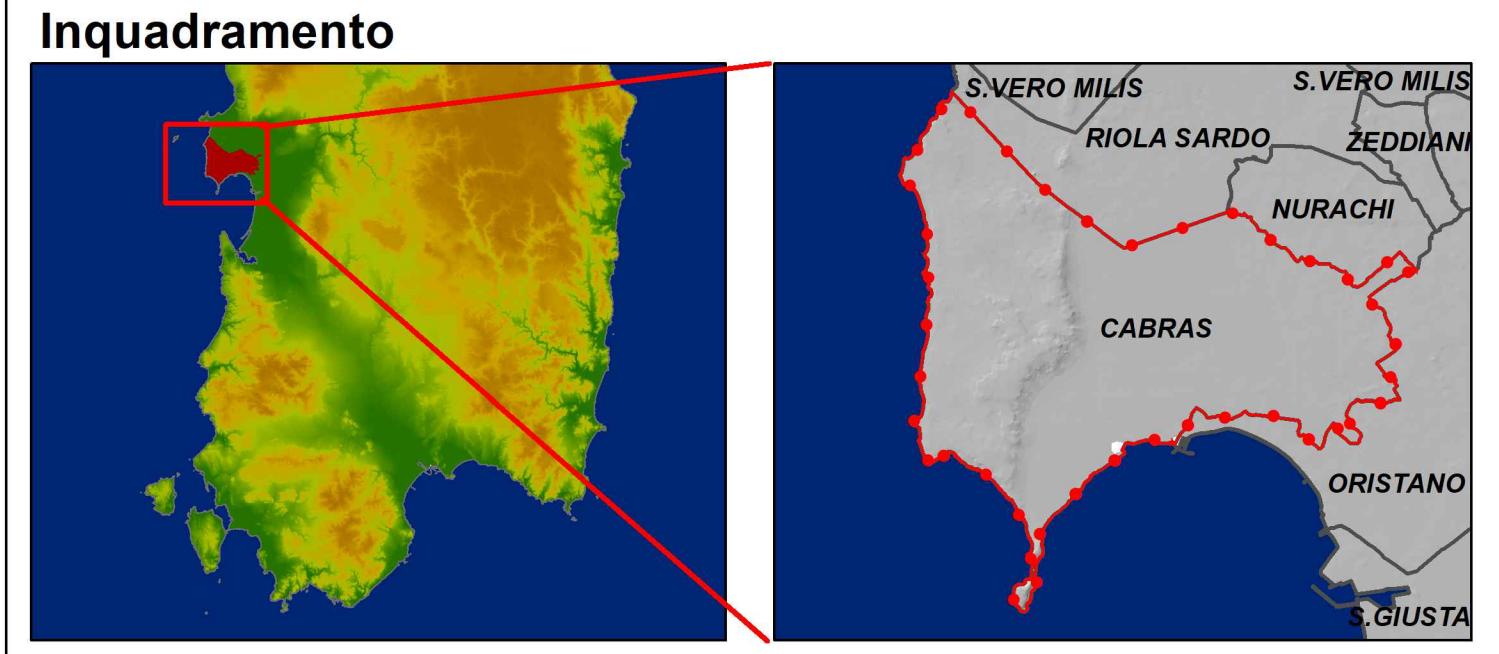 Inquadramento
S.VERO MILIS
S.VERO MILIS
RIOLA SARDO
ZEDDIANI
NURACHI
CABRAS
ORISTANO
S.GIUSTA